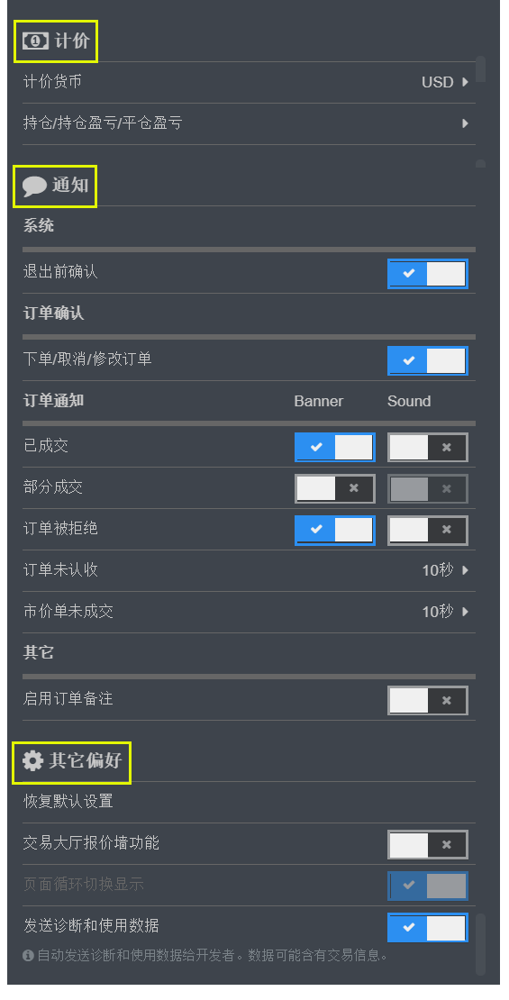 计价
计价货币 USD
持仓/持仓盈亏/平仓盈亏
通知
系统
退出前确认
订单确认
下单/取消/修改订单
订单通知 Banner Sound
已成交
部分成交
订单被拒绝
订单未认收 10秒
市价单未成交 10秒
其它
启用订单备注
其它偏好
恢复默认设置
交易大厅报价墙功能
页面循环切换显示
发送诊断和使用数据
自动发送诊断和使用数据给开发者。数据可能含有交易信息。